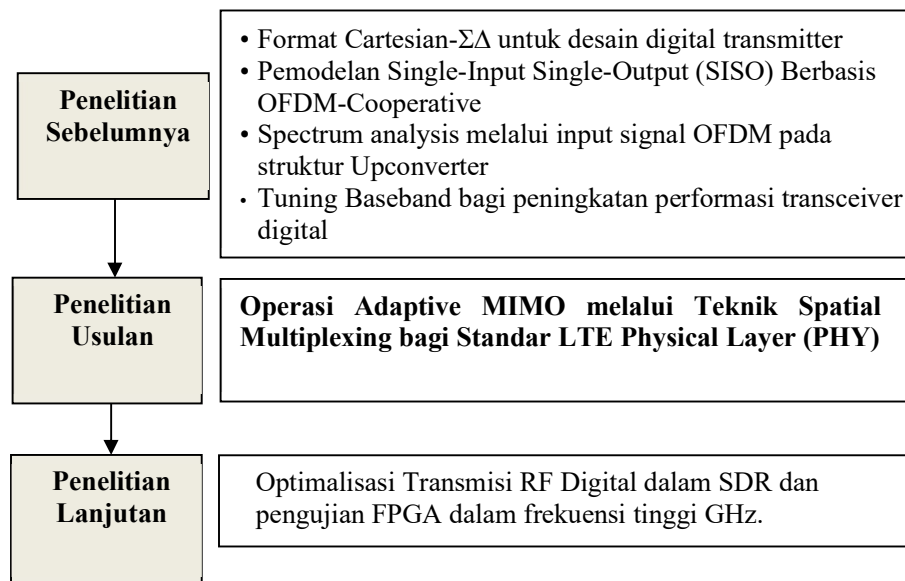 Penelitian
Sebelumnya
• Format Cartesian-ΣΔ untuk desain digital transmitter
• Pemodelan Single-Input Single-Output (SISO) Berbasis
OFDM-Cooperative
• Spectrum analysis melalui input signal OFDM pada
struktur Upconverter
• Tuning Baseband bagi peningkatan performasi transceiver
digital
Penelitian
Usulan
Operasi Adaptive MIMO melalui Teknik Spatial
Multiplexing bagi Standar LTE Physical Layer (PHY)
Penelitian
Lanjutan
Optimalisasi Transmisi RF Digital dalam SDR dan
pengujian FPGA dalam frekuensi tinggi GHz.